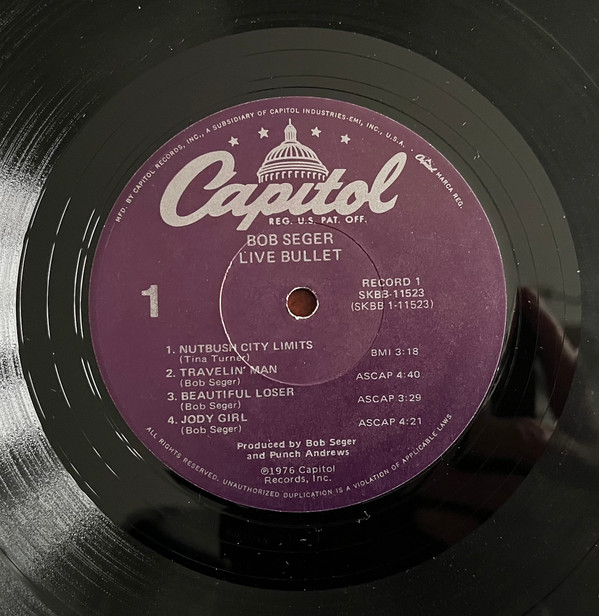 MFD. BY CAPITOL RECORDS, INC., A SUBSIDIARY OF CAPITOL INDUSTRIES-EMI, INC., U.S.A. · Capitol MARCA REG.
Capitol
REG. U.S. PAT. OFF.
BOB SEGER
LIVE BULLET
1
RECORD 1
SKBB-11523
(SKBB 1-11523)
1. NUTBUSH CITY LIMITS BMI 3:18
(Tina Turner)
2. TRAVELIN' MAN ASCAP 4:40
(Bob Seger)
3. BEAUTIFUL LOSER ASCAP 3:29
(Bob Seger)
4. JODY GIRL ASCAP 4:21
(Bob Seger)
Produced by Bob Seger
and Punch Andrews
℗1976 Capitol
Records, Inc.
ALL RIGHTS RESERVED. UNAUTHORIZED DUPLICATION IS A VIOLATION OF APPLICABLE LAWS